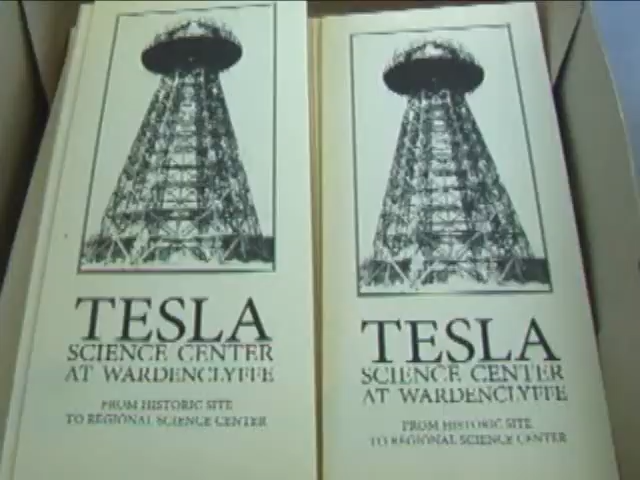 TESLA
SCIENCE CENTER
AT WARDENCLYFFE
FROM HISTORIC SITE
TO REGIONAL SCIENCE CENTER
TESLA
SCIENCE CENTER
AT WARDENCLYFFE
FROM HISTORIC SITE
TO REGIONAL SCIENCE CENTER